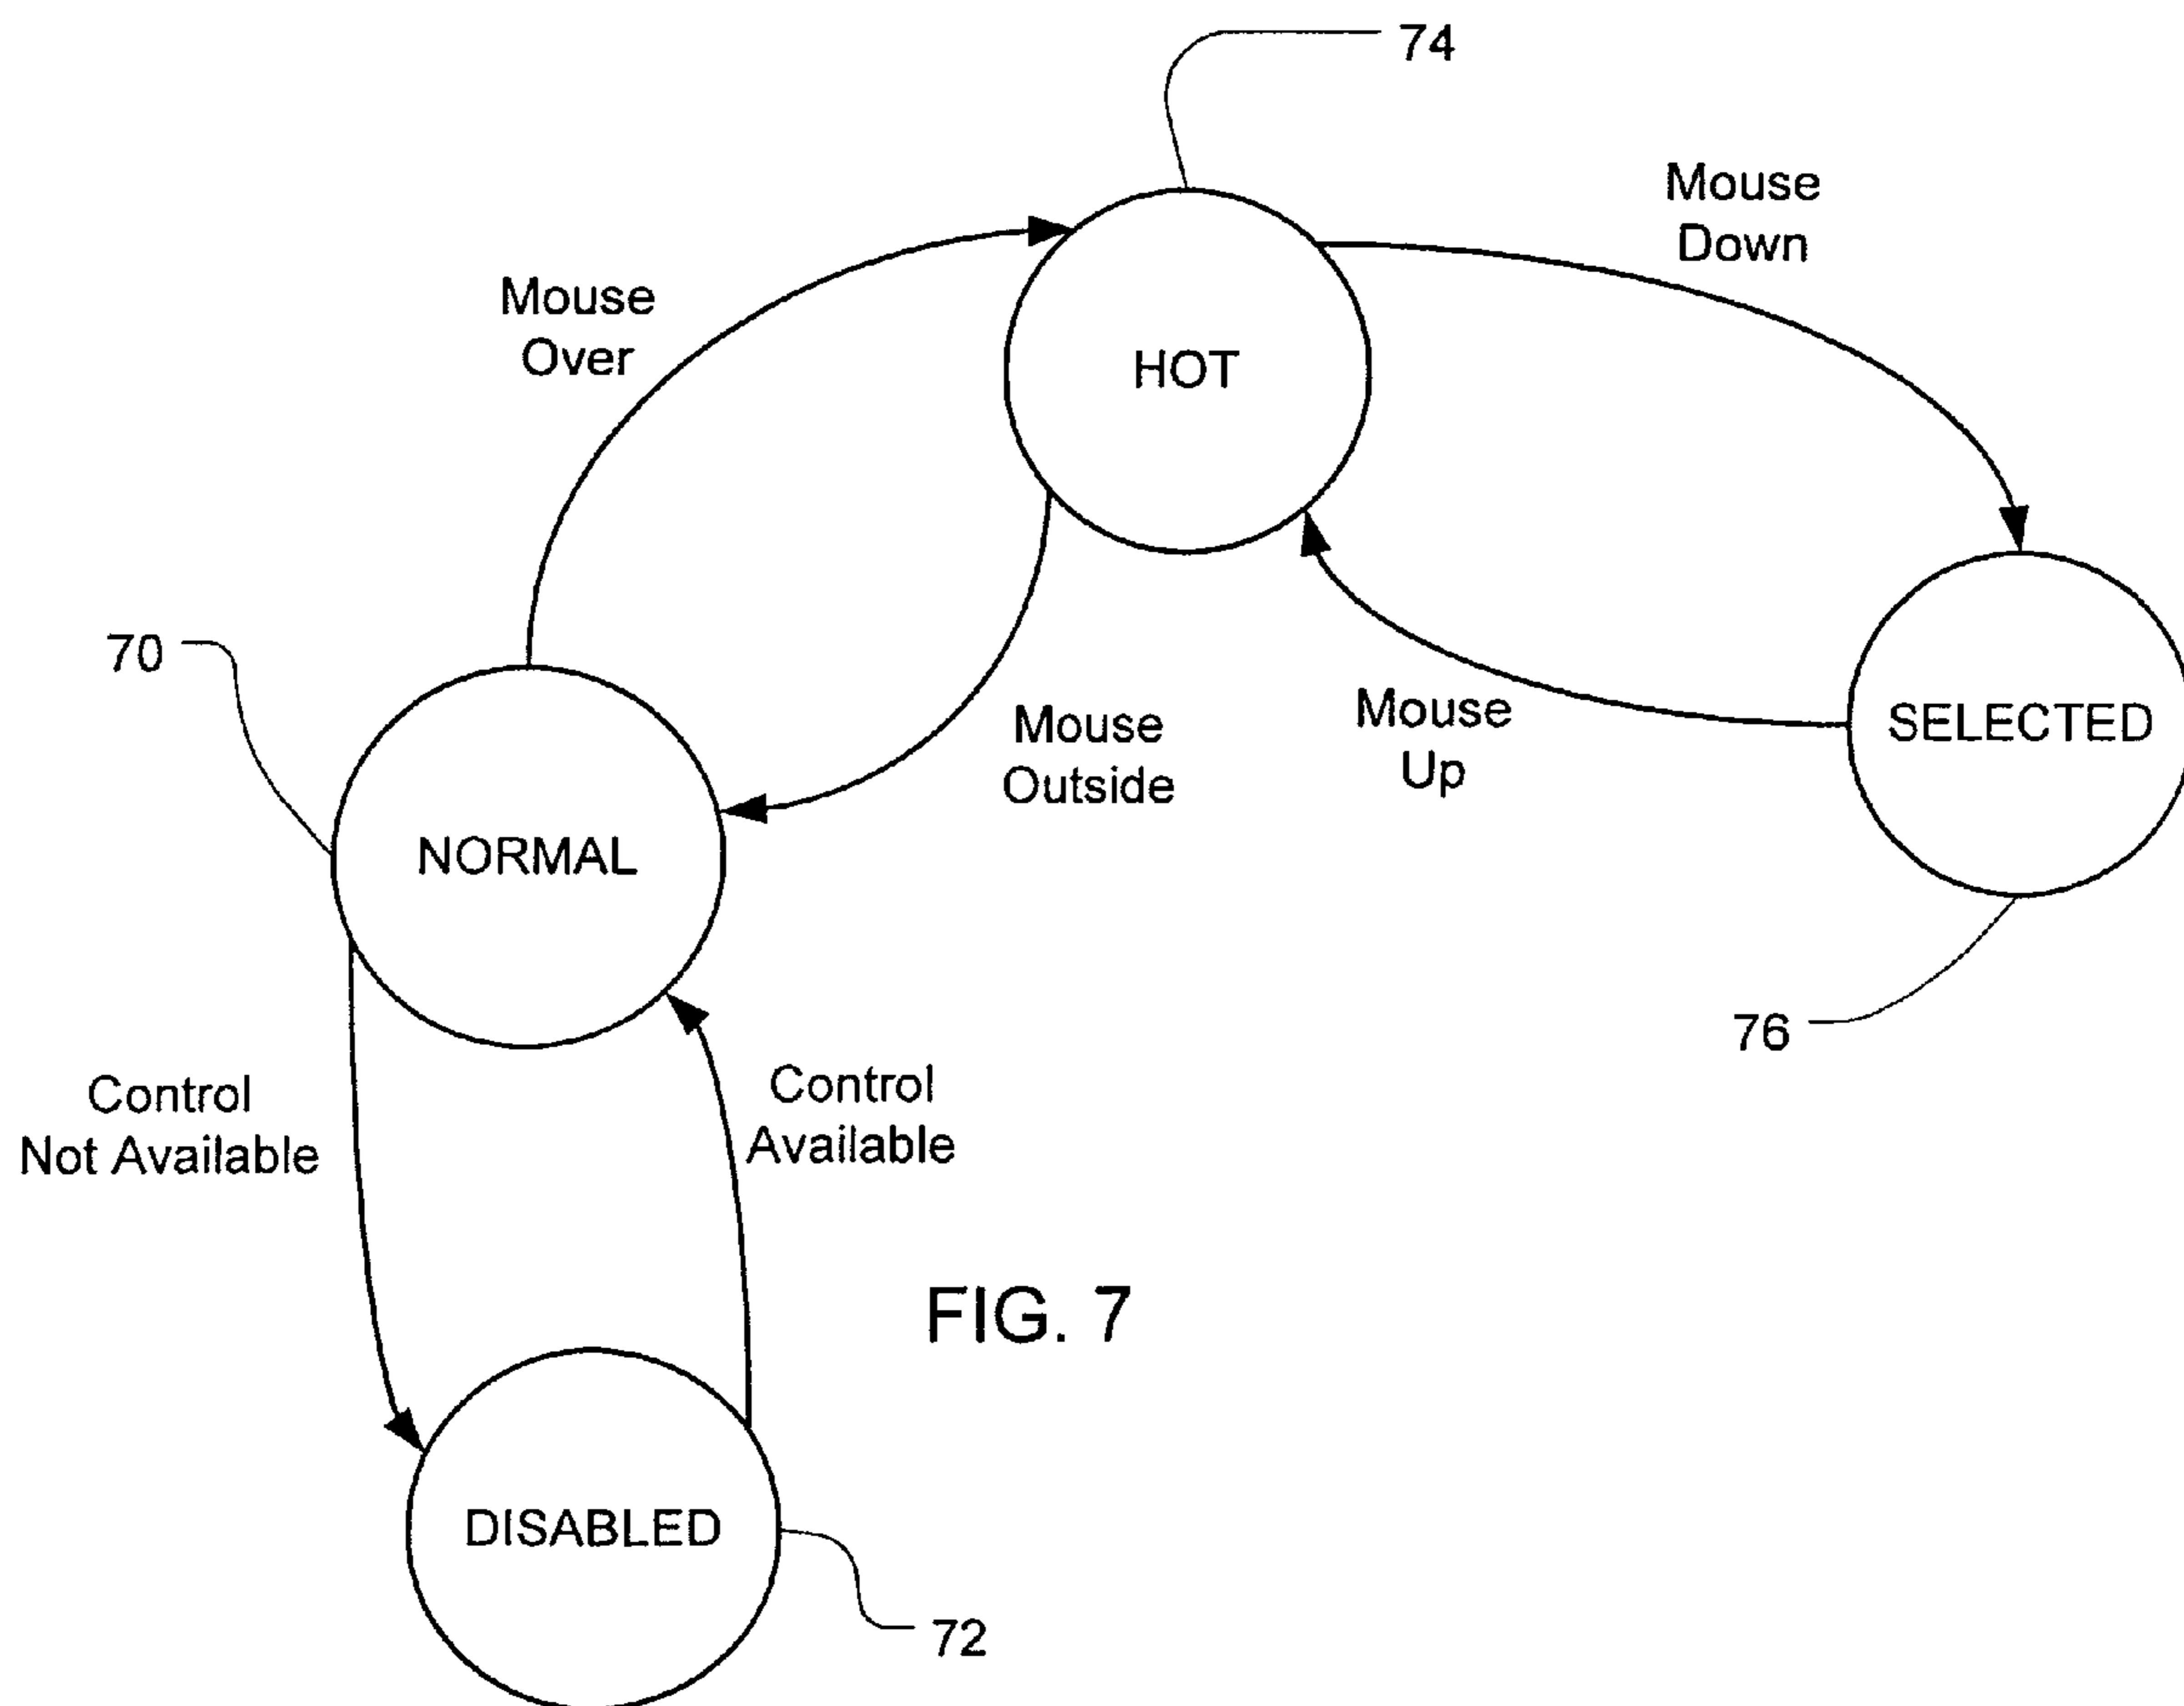 74
Mouse
Down
Mouse
Over
HOT
70
Mouse
Outside
Mouse
Up
SELECTED
NORMAL
76
Control
Not Available
Control
Available
FIG. 7
DISABLED
72